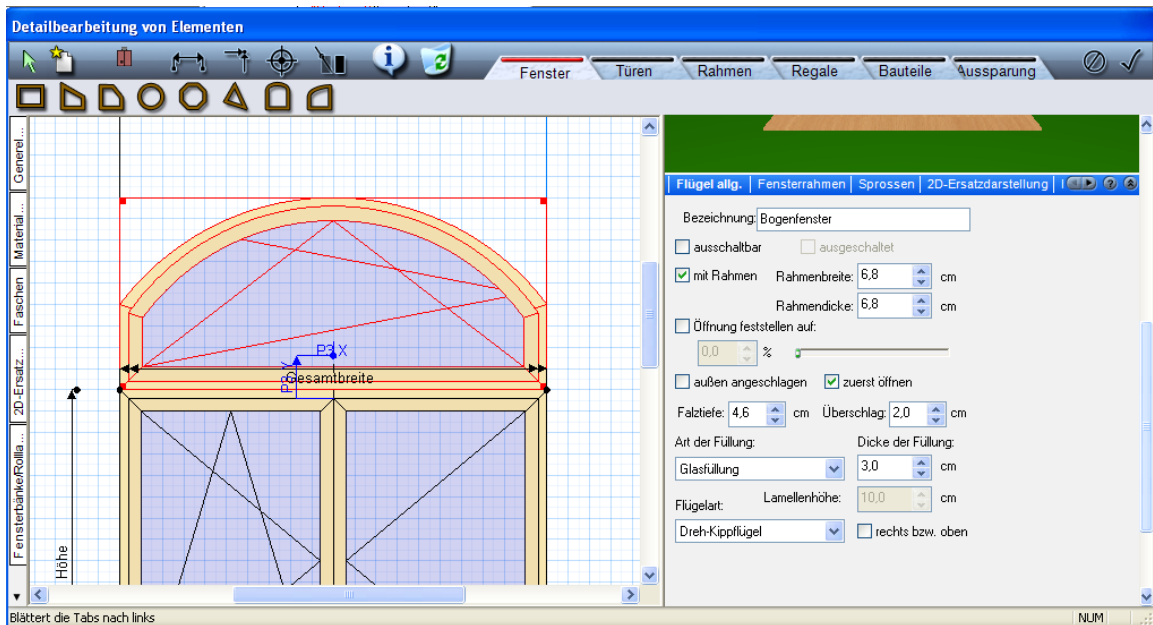 Detailbearbeitung von Elementen
Fenster Türen Rahmen Regale Bauteile Aussparung
Generel...
Material...
Faschen
2D-Ersatz...
Fensterbänke/Rollla...
P3.X
Gesamtbreite
Höhe
Flügel allg. Fensterrahmen Sprossen 2D-Ersatzdarstellung
Bezeichnung: Bogenfenster
ausschaltbar ausgeschaltet
mit Rahmen Rahmenbreite: 6,8 cm
Rahmendicke: 6,8 cm
Öffnung feststellen auf:
0,0 %
außen angeschlagen zuerst öffnen
Falztiefe: 4,6 cm Überschlag: 2,0 cm
Art der Füllung: Dicke der Füllung:
Glasfüllung 3,0 cm
Flügelart: Lamellenhöhe: 10,0 cm
Dreh-Kippflügel rechts bzw. oben
Blättert die Tabs nach links NUM